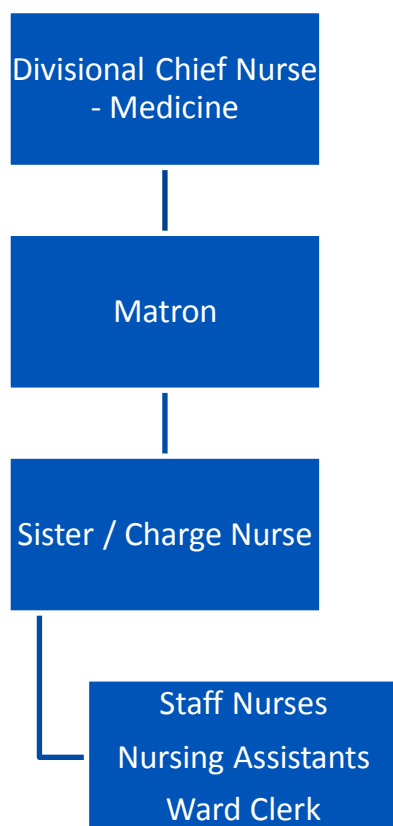 Divisional Chief Nurse
- Medicine
Matron
Sister / Charge Nurse
Staff Nurses
Nursing Assistants
Ward Clerk